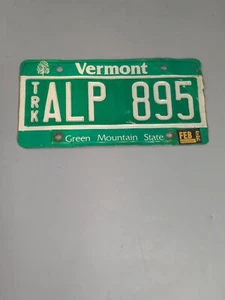 Vermont
TRK ALP 895
Green Mountain State
FEB